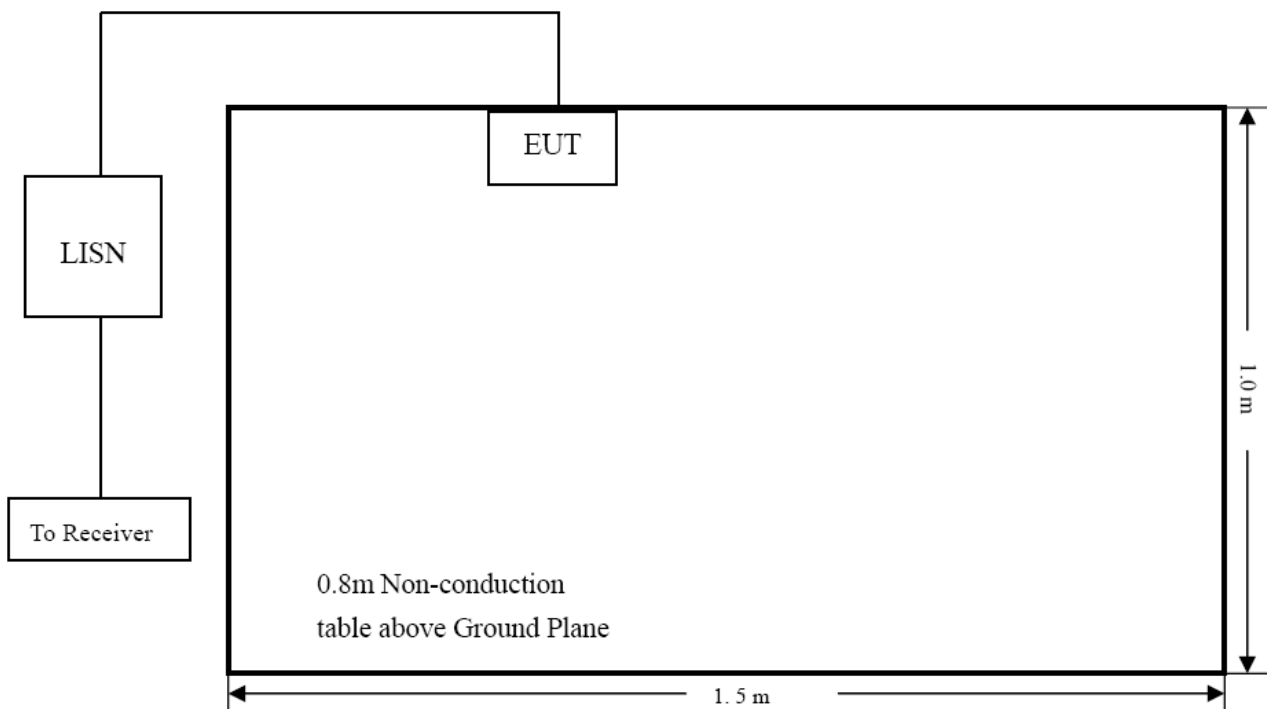 EUT
LISN
1.0 m
To Receiver
0.8m Non-conduction
table above Ground Plane
1. 5 m